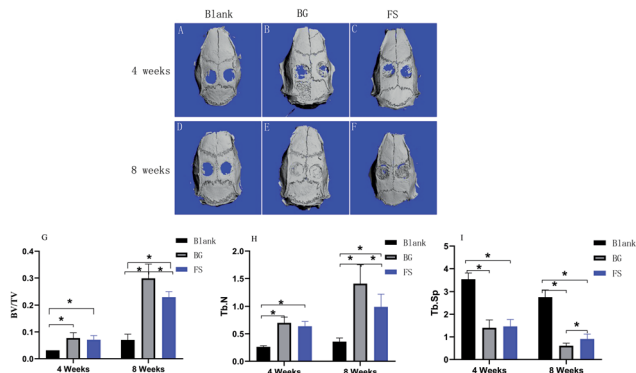 Blank BG FS
A B C
4 weeks
D E F
8 weeks
G
BV/TV
0.4
0.3
0.2
0.1
0.0
* * * * *
4 Weeks 8 Weeks
Blank
BG
FS
H
Tb.N
2.0
1.5
1.0
0.5
0.0
* * * * *
4 Weeks 8 Weeks
Blank
BG
FS
I
Tb.Sp
5
4
3
2
1
0
* * * * *
4 Weeks 8 Weeks
Blank
BG
FS